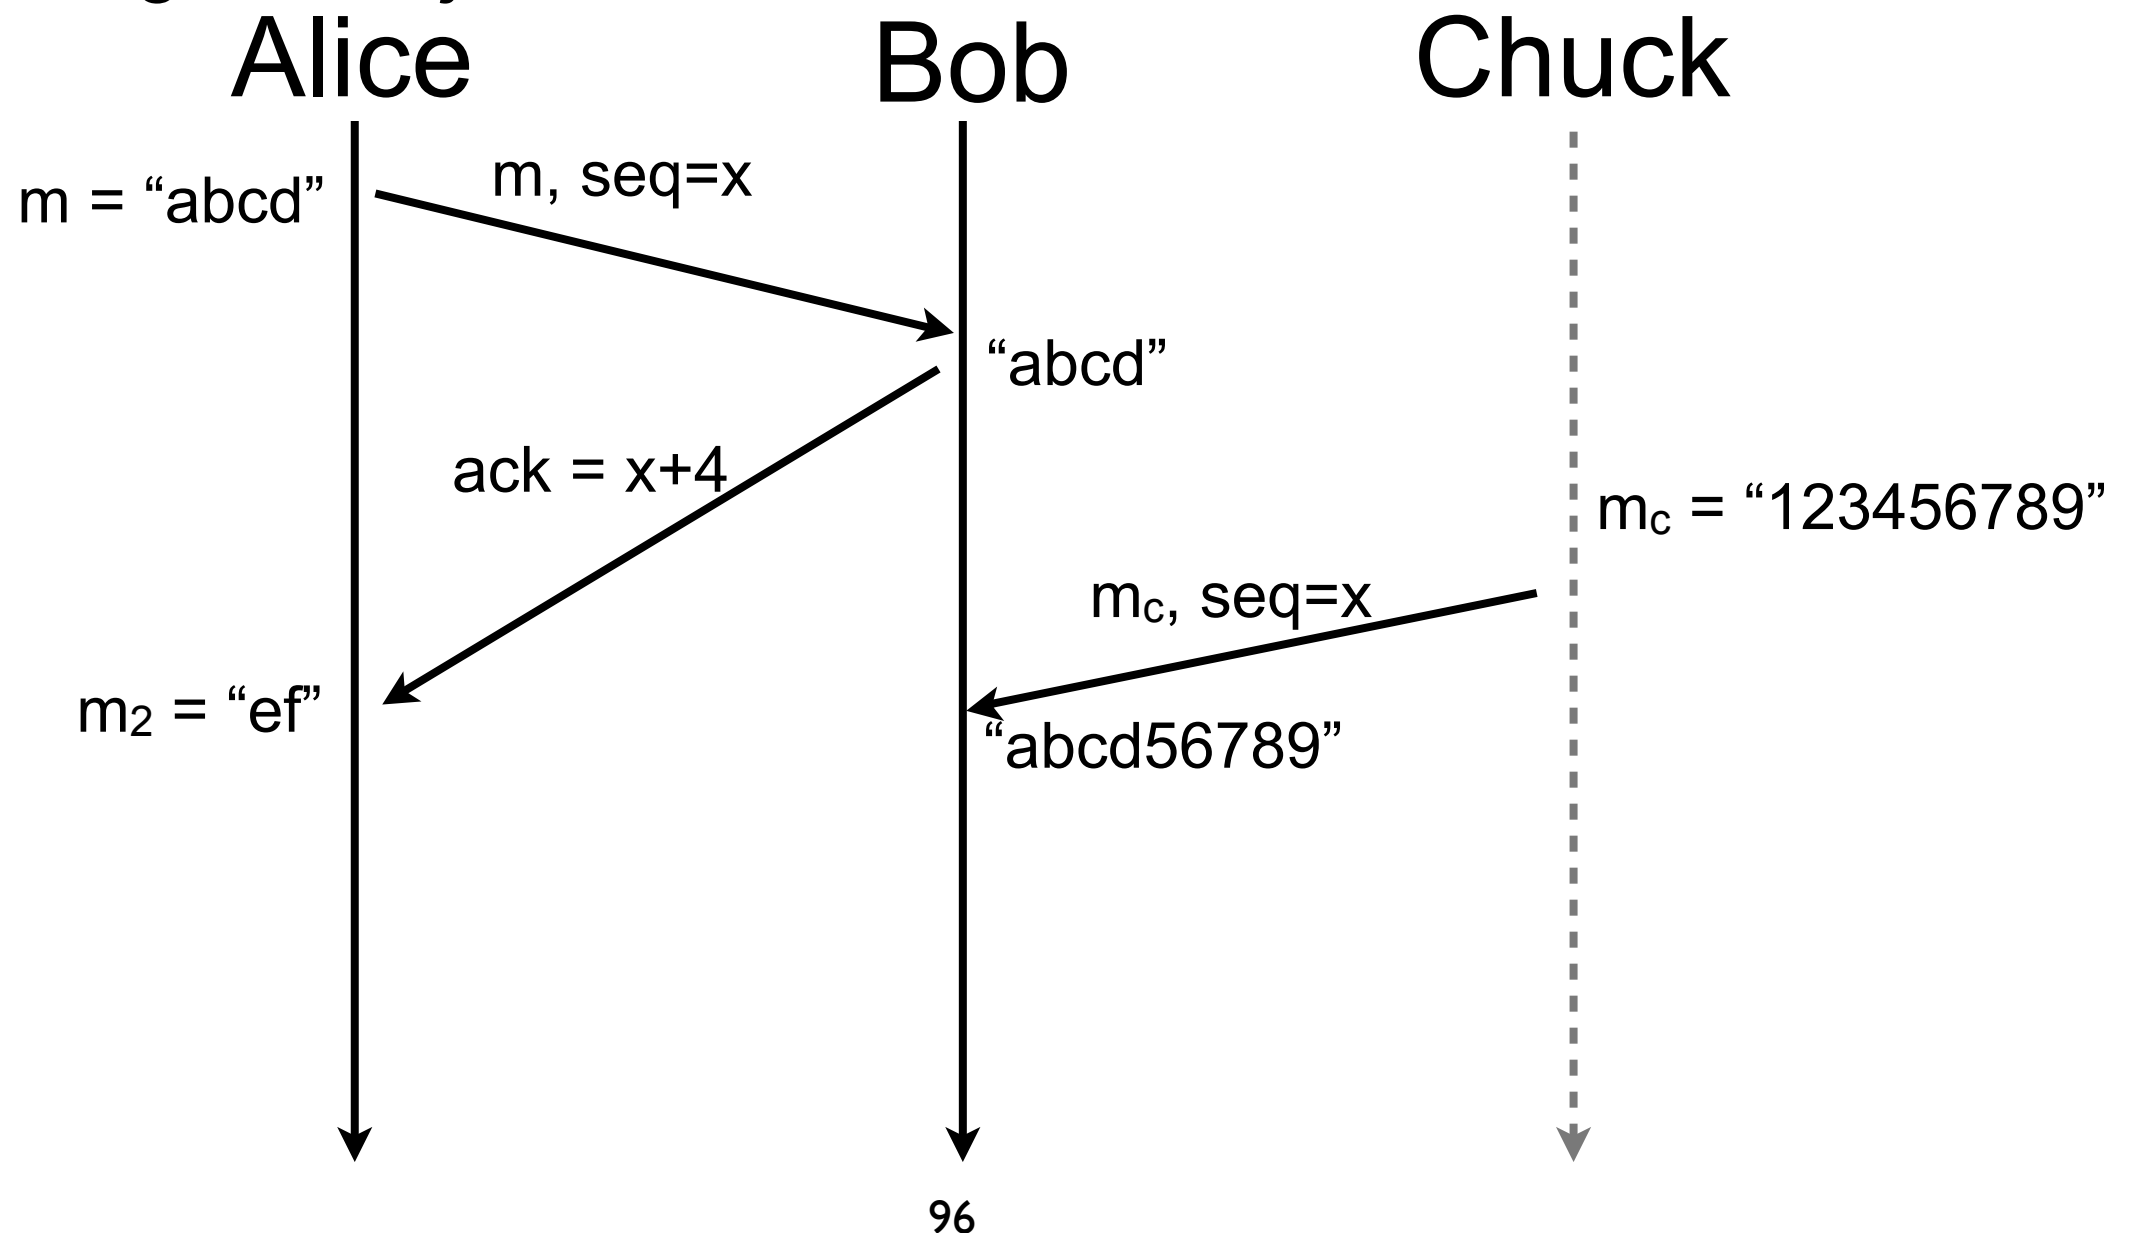 Alice
Bob
Chuck
m, seq=x
m = “abcd”
“abcd”
ack = x+4
mc = “123456789”
mc, seq=x
m2 = “ef”
“abcd56789”
96